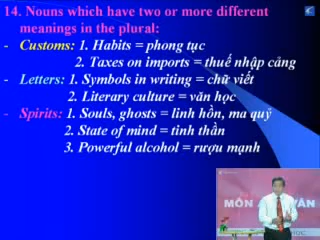 14. Nouns which have two or more different
meanings in the plural:
- Customs: 1. Habits = phong tục
2. Taxes on imports = thuế nhập cảng
- Letters: 1. Symbols in writing = chữ viết
2. Literary culture = văn học
- Spirits: 1. Souls, ghosts = linh hồn, ma quỷ
2. State of mind = tinh thần
3. Powerful alcohol = rượu mạnh
MÔN VĂN